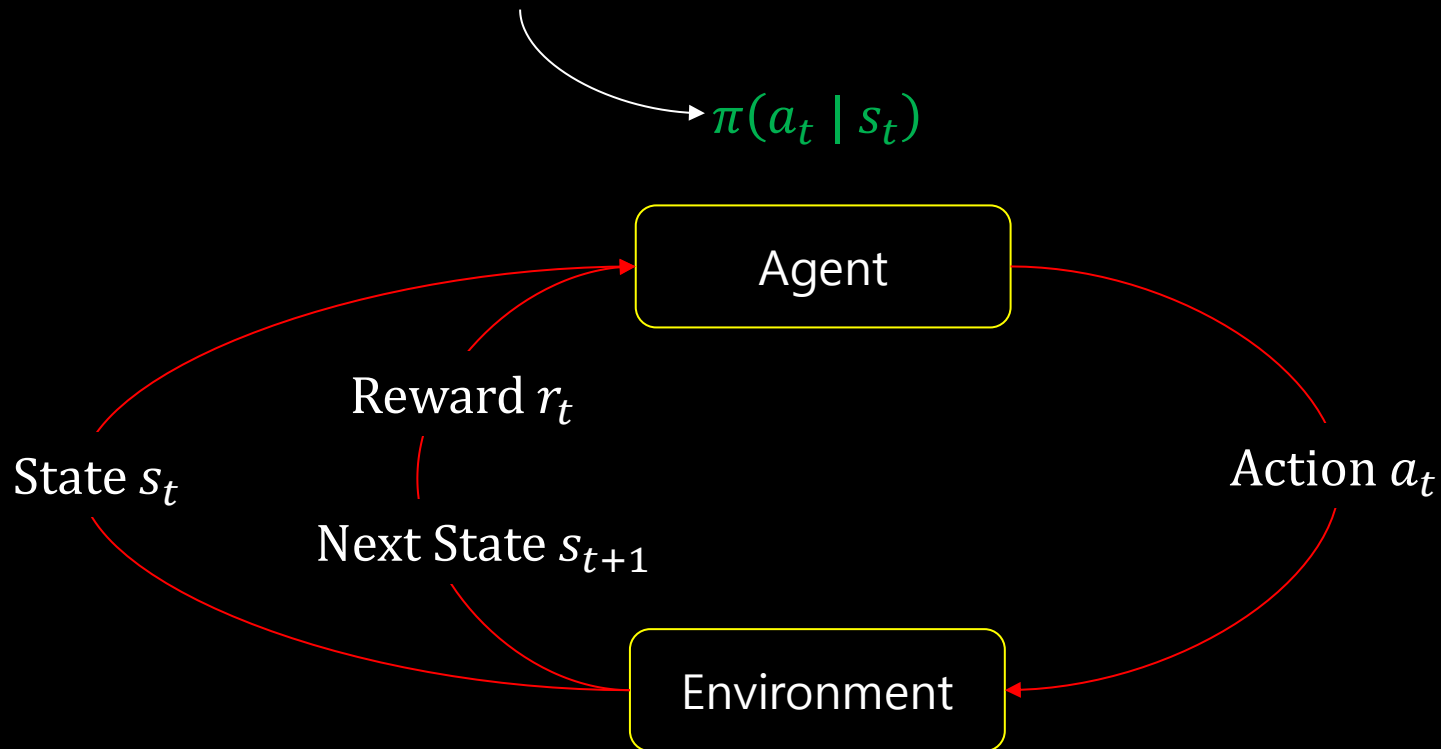 π(a_t | s_t)
Agent
Reward r_t
State s_t
Action a_t
Next State s_{t+1}
Environment